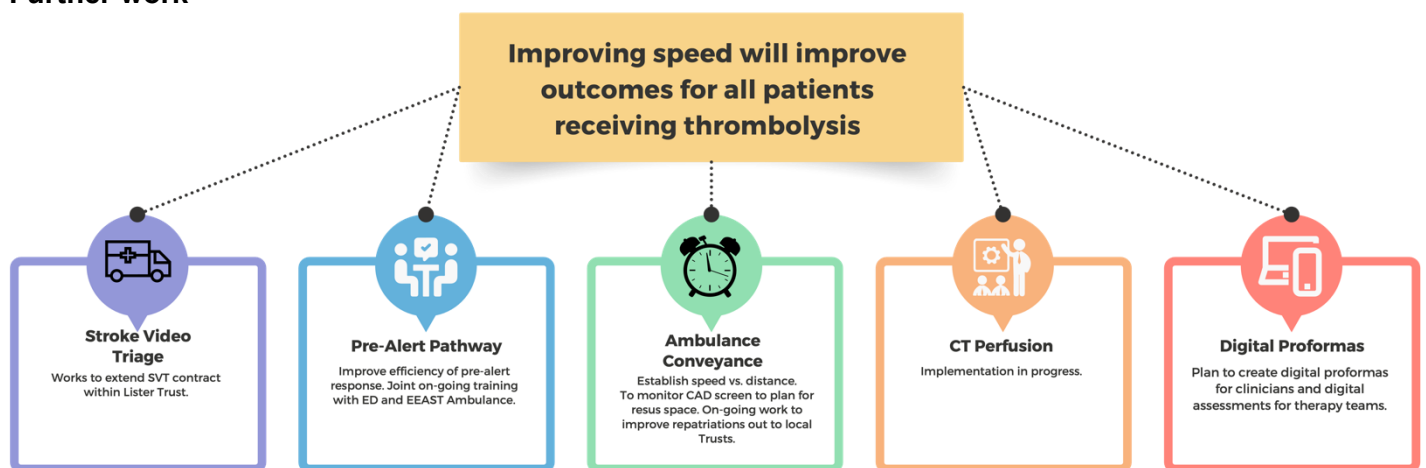 Further work
Improving speed will improve
outcomes for all patients
receiving thrombolysis
Stroke Video
Triage
Works to extend SVT contract
within Lister Trust.
Pre-Alert Pathway
Improve efficiency of pre-alert
response. Joint on-going training
with ED and EEAST Ambulance.
Ambulance
Conveyance
Establish speed vs. distance.
To monitor CAD screen to plan for
resus space. On-going work to
improve repatriations out to local
Trusts.
CT Perfusion
Implementation in progress.
Digital Proformas
Plan to create digital proformas
for clinicians and digital
assessments for therapy teams.